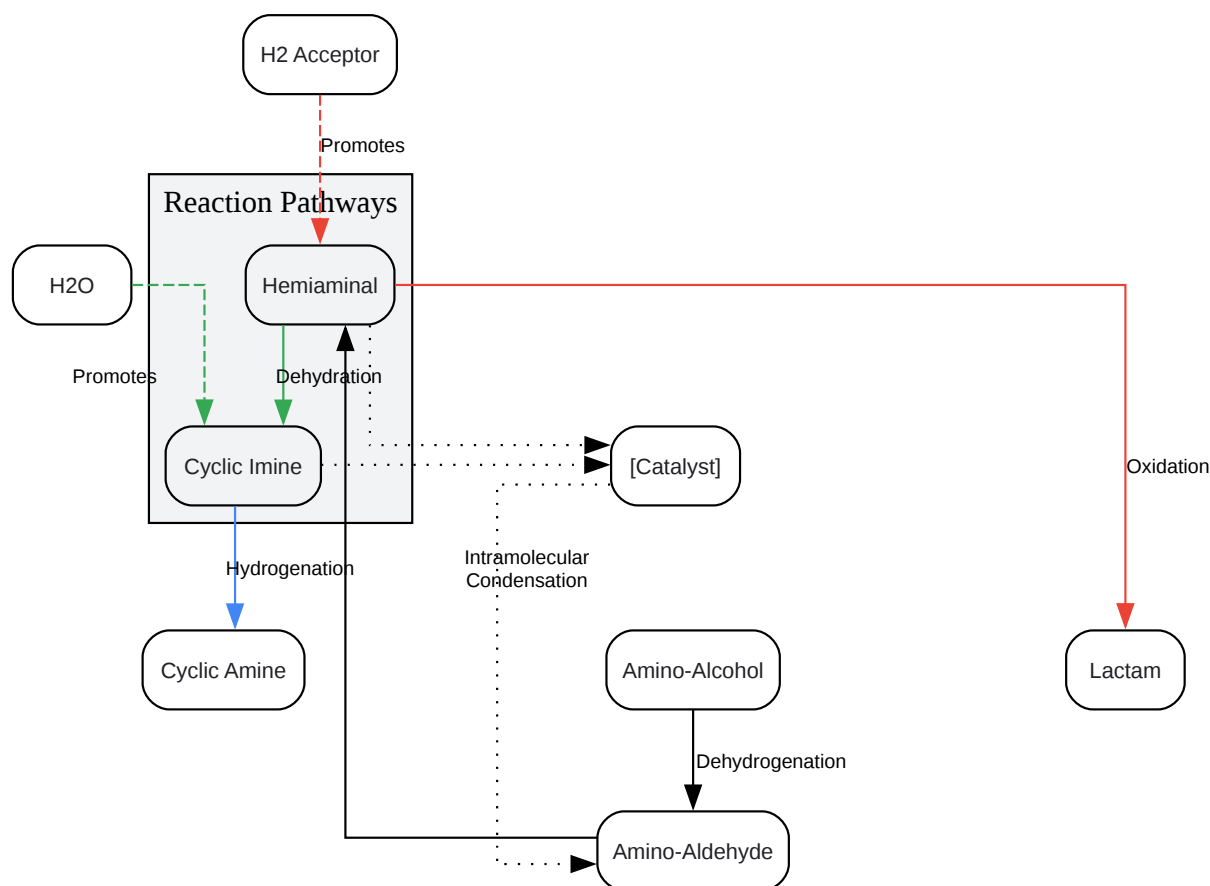 H2 Acceptor
Promotes
Reaction Pathways
H2O
Hemiaminal
Promotes
Dehydration
Cyclic Imine
[Catalyst]
Oxidation
Hydrogenation
Intramolecular
Condensation
Cyclic Amine
Amino-Alcohol
Lactam
Dehydrogenation
Amino-Aldehyde